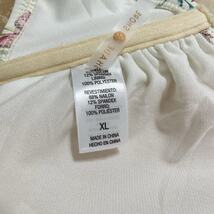 12% SPANDEX
LINING:
100% POLYESTER
REVESTIMIENTO:
88% NAILON
12% SPANDEX
FORRO:
100% POLIÉSTER
XL
MADE IN CHINA
HECHO EN CHINA